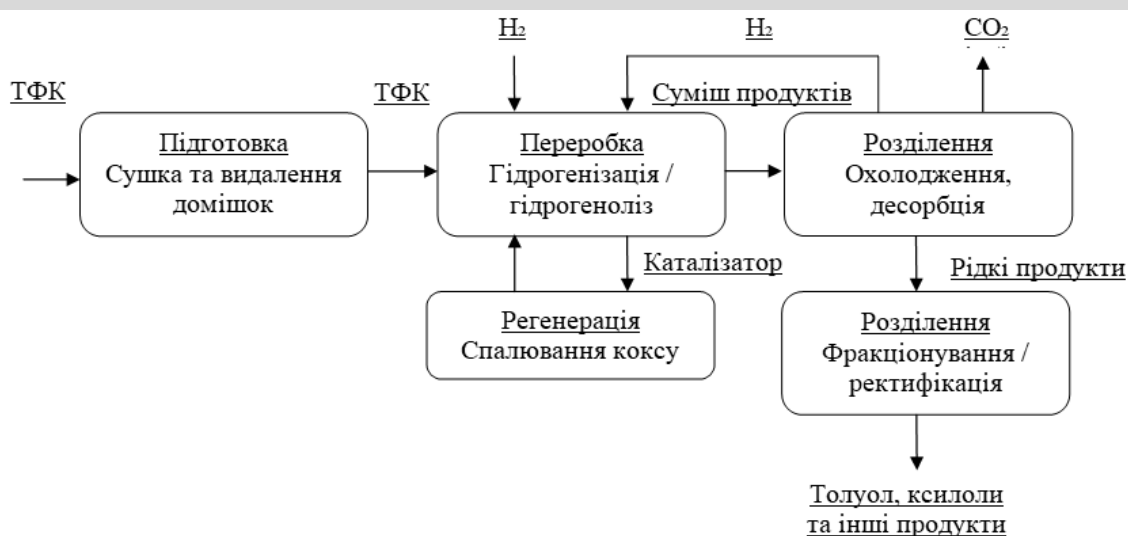 H₂
H₂
CO₂
ТФК
ТФК
Суміш продуктів
Підготовка
Сушка та видалення
домішок
Переробка
Гідрогенізація /
гідрогеноліз
Розділення
Охолодження,
десорбція
Каталізатор
Рідкі продукти
Регенерація
Спалювання коксу
Розділення
Фракціонування /
ректифікація
Толуол, ксилоли
та інші продукти